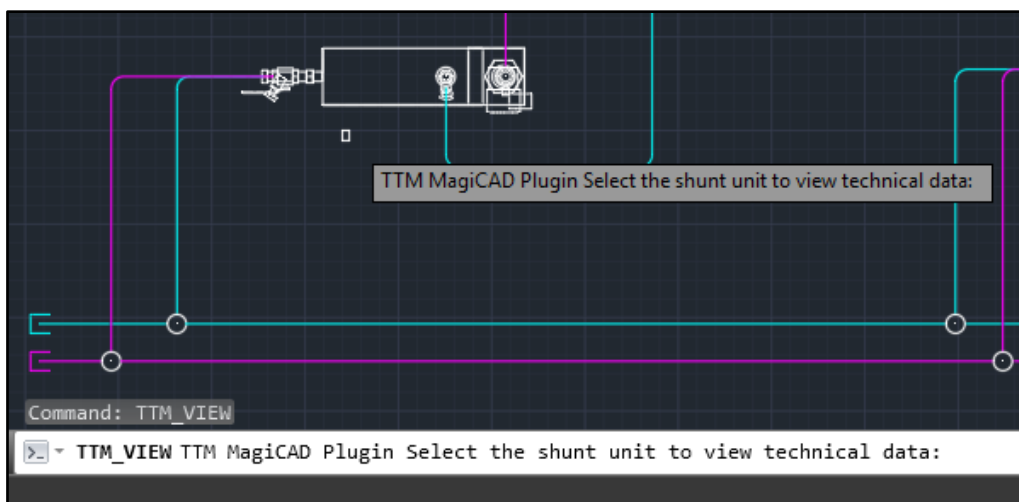 TTM MagiCAD Plugin Select the shunt unit to view technical data:
Command: TTM_VIEW
TTM_VIEW TTM MagiCAD Plugin Select the shunt unit to view technical data: